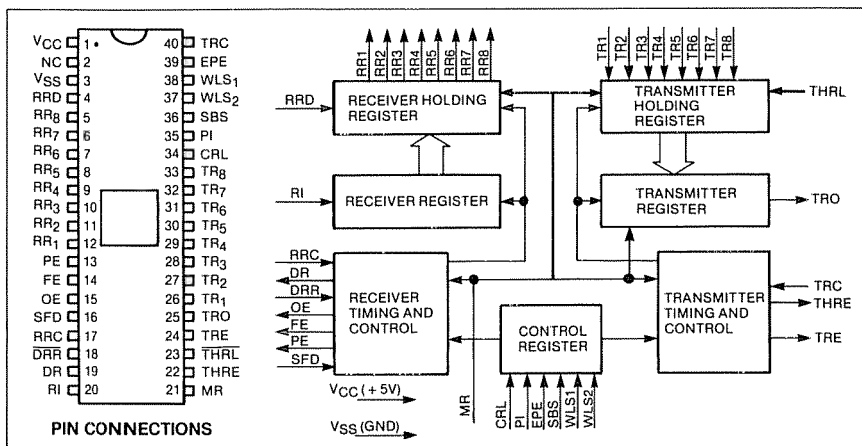 VCC 1 40 TRC
NC 2 39 EPE
VSS 3 38 WLS1
RRD 4 37 WLS2
RR8 5 36 SBS
RR7 6 35 PI
RR6 7 34 CRL
RR5 8 33 TR8
RR4 9 32 TR7
RR3 10 31 TR6
RR2 11 30 TR5
RR1 12 29 TR4
PE 13 28 TR3
FE 14 27 TR2
OE 15 26 TR1
SFD 16 25 TRO
RRC 17 24 TRE
DRR 18 23 THRL
DR 19 22 THRE
RI 20 21 MR
PIN CONNECTIONS
RR1 RR2 RR3 RR4 RR5 RR6 RR7 RR8
TR1 TR2 TR3 TR4 TR5 TR6 TR7 TR8
RRD
RECEIVER HOLDING
REGISTER
TRANSMITTER
HOLDING
REGISTER
THRL
RI
RECEIVER REGISTER
TRANSMITTER
REGISTER
TRO
RRC
DR
DRR
OE
FE
PE
SFD
RECEIVER
TIMING AND
CONTROL
CONTROL
REGISTER
TRANSMITTER
TIMING AND
CONTROL
TRC
THRE
TRE
VCC (+5V)
VSS (GND)
MR
CRL PI EPE SBS WLS1 WLS2